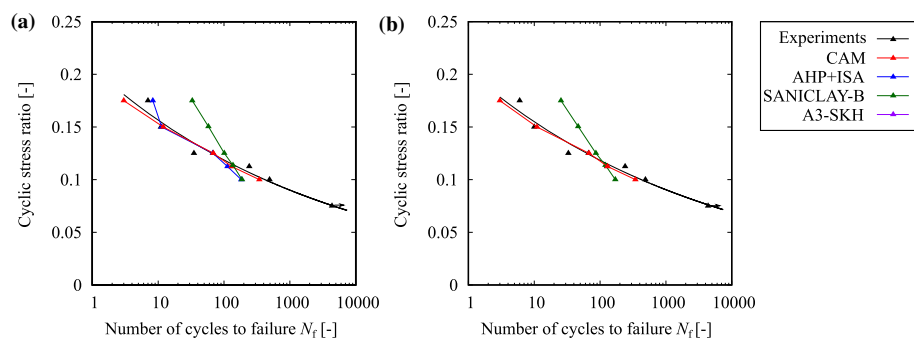 (a)
Cyclic stress ratio [-]
0.25
0.2
0.15
0.1
0.05
0
1 10 100 1000 10000
Number of cycles to failure Nf [-]
(b)
Cyclic stress ratio [-]
0.25
0.2
0.15
0.1
0.05
0
1 10 100 1000 10000
Number of cycles to failure Nf [-]
Experiments
CAM
AHP+ISA
SANICLAY-B
A3-SKH